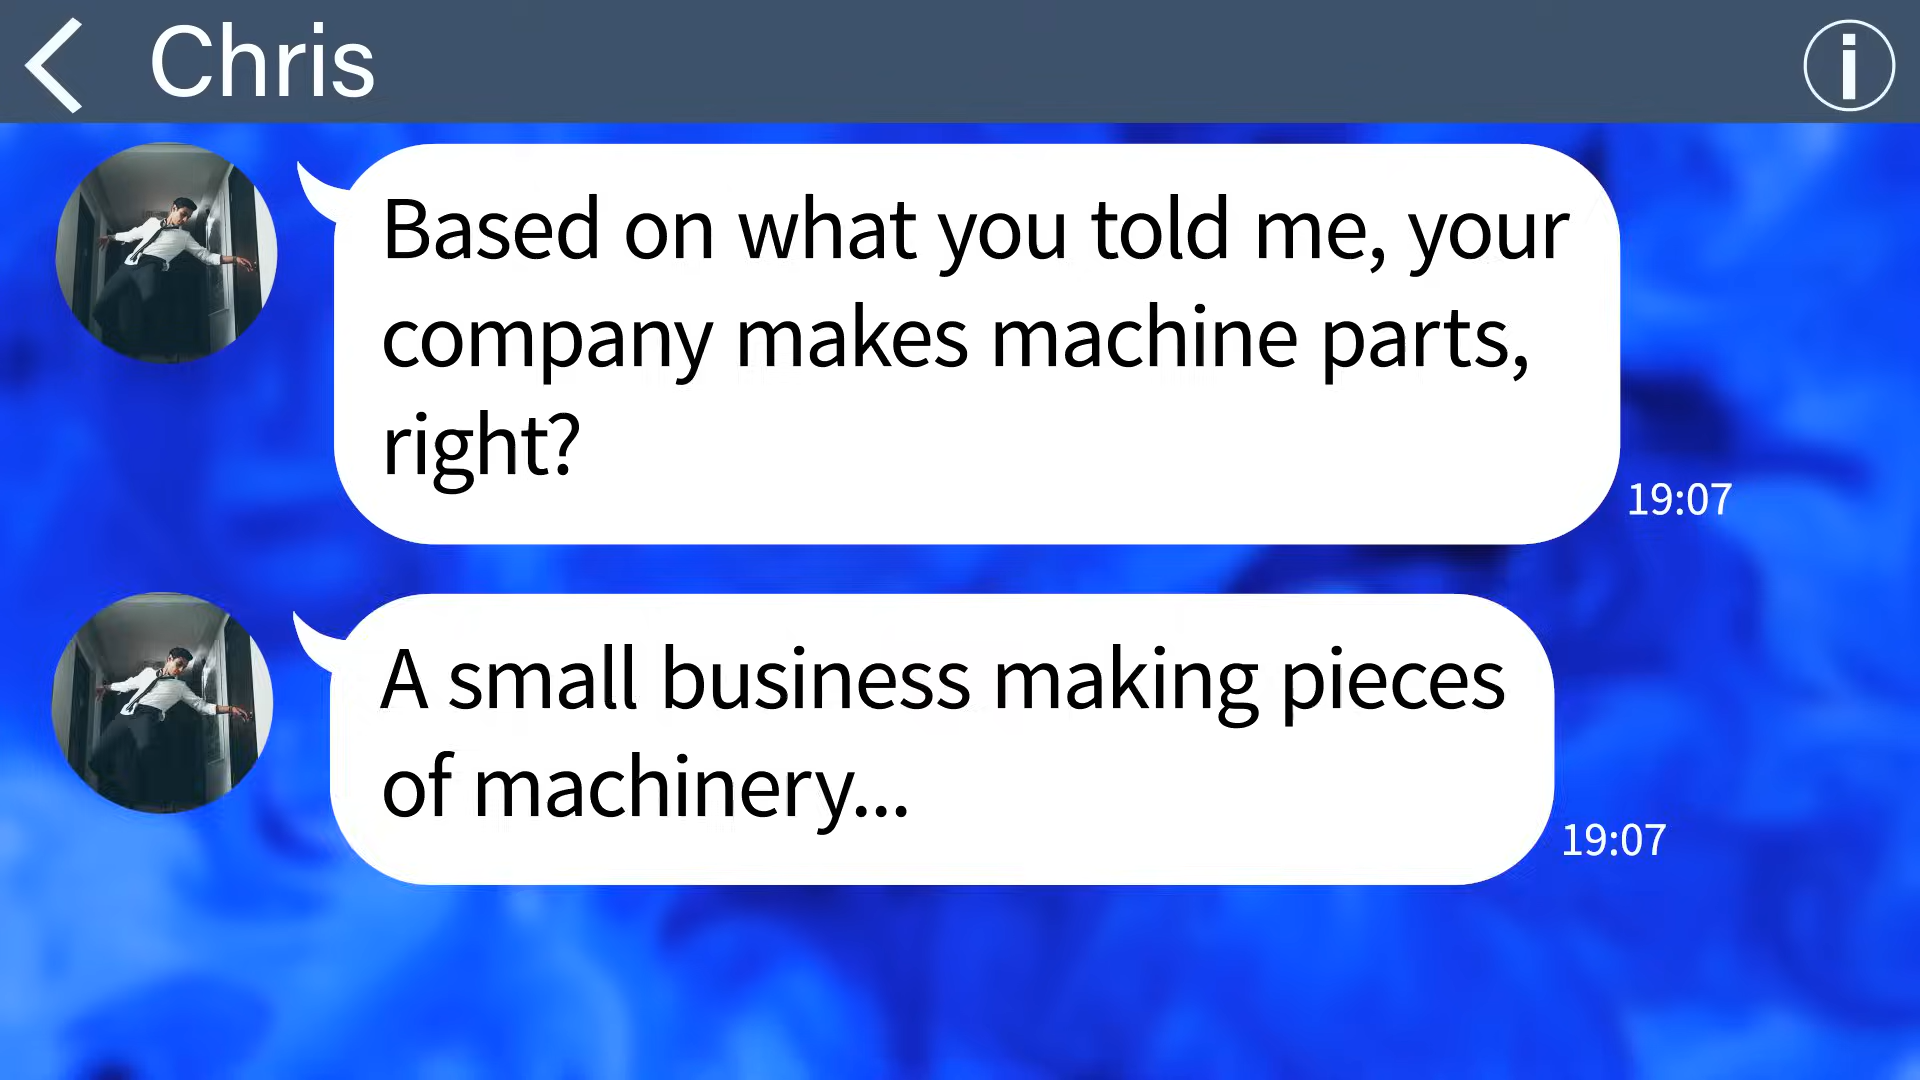 Chris
Based on what you told me, your
company makes machine parts,
right?
19:07
A small business making pieces
of machinery...
19:07